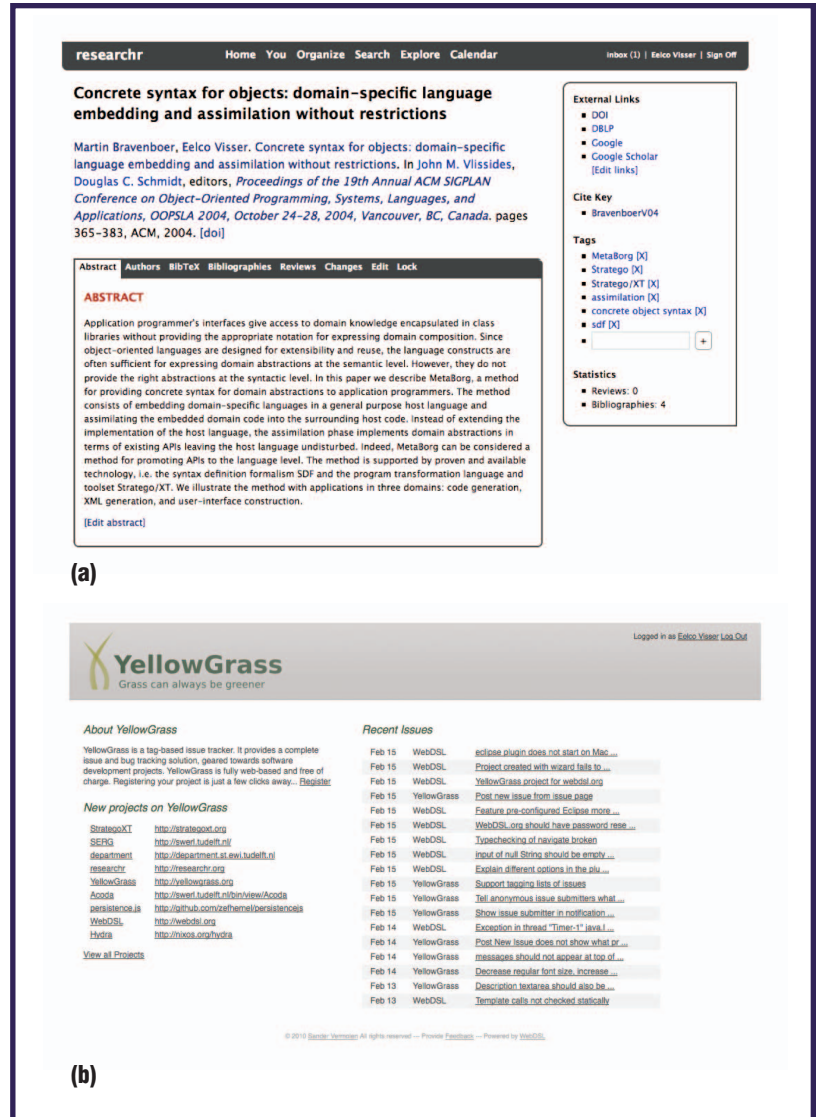 researchr Home You Organize Search Explore Calendar Inbox (1) | Eelco Visser | Sign Off
Concrete syntax for objects: domain-specific language
embedding and assimilation without restrictions
Martin Bravenboer, Eelco Visser. Concrete syntax for objects: domain-specific
language embedding and assimilation without restrictions. In John M. Vlissides,
Douglas C. Schmidt, editors, Proceedings of the 19th Annual ACM SIGPLAN
Conference on Object-Oriented Programming, Systems, Languages, and
Applications, OOPSLA 2004, October 24-28, 2004, Vancouver, BC, Canada. pages
365-383, ACM, 2004. [doi]
Abstract Authors BibTeX Bibliographies Reviews Changes Edit Lock
ABSTRACT
Application programmer's interfaces give access to domain knowledge encapsulated in class
libraries without providing the appropriate notation for expressing domain composition. Since
object-oriented languages are designed for extensibility and reuse, the language constructs are
often sufficient for expressing domain abstractions at the semantic level. However, they do not
provide the right abstractions at the syntactic level. In this paper we describe MetaBorg, a method
for providing concrete syntax for domain abstractions to application programmers. The method
consists of embedding domain-specific languages in a general purpose host language and
assimilating the embedded domain code into the surrounding host code. Instead of extending the
implementation of the host language, the assimilation phase implements domain abstractions in
terms of existing APIs leaving the host language undisturbed. Indeed, MetaBorg can be considered a
method for promoting APIs to the language level. The method is supported by proven and available
technology, i.e. the syntax definition formalism SDF and the program transformation language and
toolset Stratego/XT. We illustrate the method with applications in three domains: code generation,
XML generation, and user-interface construction.
[Edit abstract]
External Links
DOI
DBLP
Google
Google Scholar
[Edit links]
Cite Key
BravenboerV04
Tags
MetaBorg [X]
Stratego [X]
Stratego/XT [X]
assimilation [X]
concrete object syntax [X]
sdf [X]
+
Statistics
Reviews: 0
Bibliographies: 4
(a)
Logged in as Eelco Visser Log Out
YellowGrass
Grass can always be greener
About YellowGrass
YellowGrass is a tag-based issue tracker. It provides a complete
issue and bug tracking solution, geared towards software
development projects. YellowGrass is fully web-based and free of
charge. Registering your project is just a few clicks away... Register
New projects on YellowGrass
StrategoXT http://strategoxt.org
SERG http://swerl.tudelft.nl/
department http://department.st.ewi.tudelft.nl
researchr http://researchr.org
YellowGrass http://yellowgrass.org
Acoda http://swerl.tudelft.nl/bin/view/Acoda
persistence.js http://github.com/zefhemel/persistencejs
WebDSL http://webdsl.org
Hydra http://nixos.org/hydra
View all Projects
Recent Issues
Feb 15 WebDSL eclipse plugin does not start on Mac ...
Feb 15 WebDSL Project created with wizard fails to ...
Feb 15 WebDSL YellowGrass project for webdsl.org
Feb 15 YellowGrass Post new issue from issue page
Feb 15 WebDSL Feature pre-configured Eclipse more ...
Feb 15 WebDSL WebDSL.org should have password rese ...
Feb 15 WebDSL Typechecking of navigate broken
Feb 15 WebDSL input of null String should be empty ...
Feb 15 WebDSL Explain different options in the plu ...
Feb 15 YellowGrass Support tagging lists of issues
Feb 15 YellowGrass Tell anonymous issue submitters what ...
Feb 15 YellowGrass Show issue submitter in notification ...
Feb 14 WebDSL Exception in thread "Timer-1" java.l ...
Feb 14 YellowGrass Post New Issue does not show what pr ...
Feb 14 YellowGrass messages should not appear at top of ...
Feb 14 YellowGrass Decrease regular font size, increase ...
Feb 13 YellowGrass Description textarea should also be ...
Feb 13 WebDSL Template calls not checked statically
© 2010 Sander Vermolen All rights reserved — Provide Feedback — Powered by WebDSL
(b)